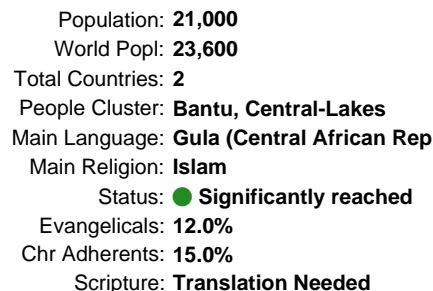 Population: 21,000
World Popl: 23,600
Total Countries: 2
People Cluster: Bantu, Central-Lakes
Main Language: Gula (Central African Rep
Main Religion: Islam
Status: Significantly reached
Evangelicals: 12.0%
Chr Adherents: 15.0%
Scripture: Translation Needed